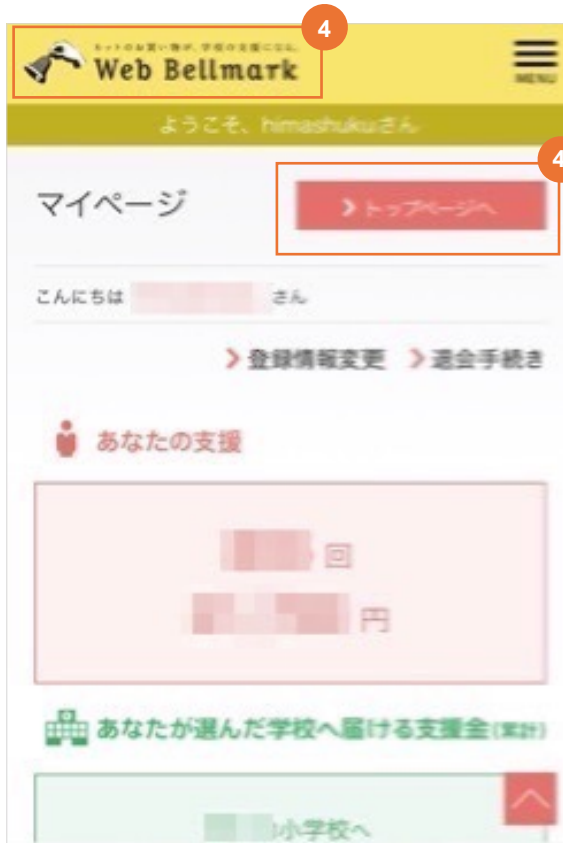 4
ネットのお買い物が、学校の支援になる。
Web Bellmark
MENU
ようこそ、himashukuさん
4
マイページ
トップページへ
こんにちは さん
登録情報変更 退会手続き
あなたの支援
回
円
あなたが選んだ学校へ届ける支援金(累計)
小学校へ